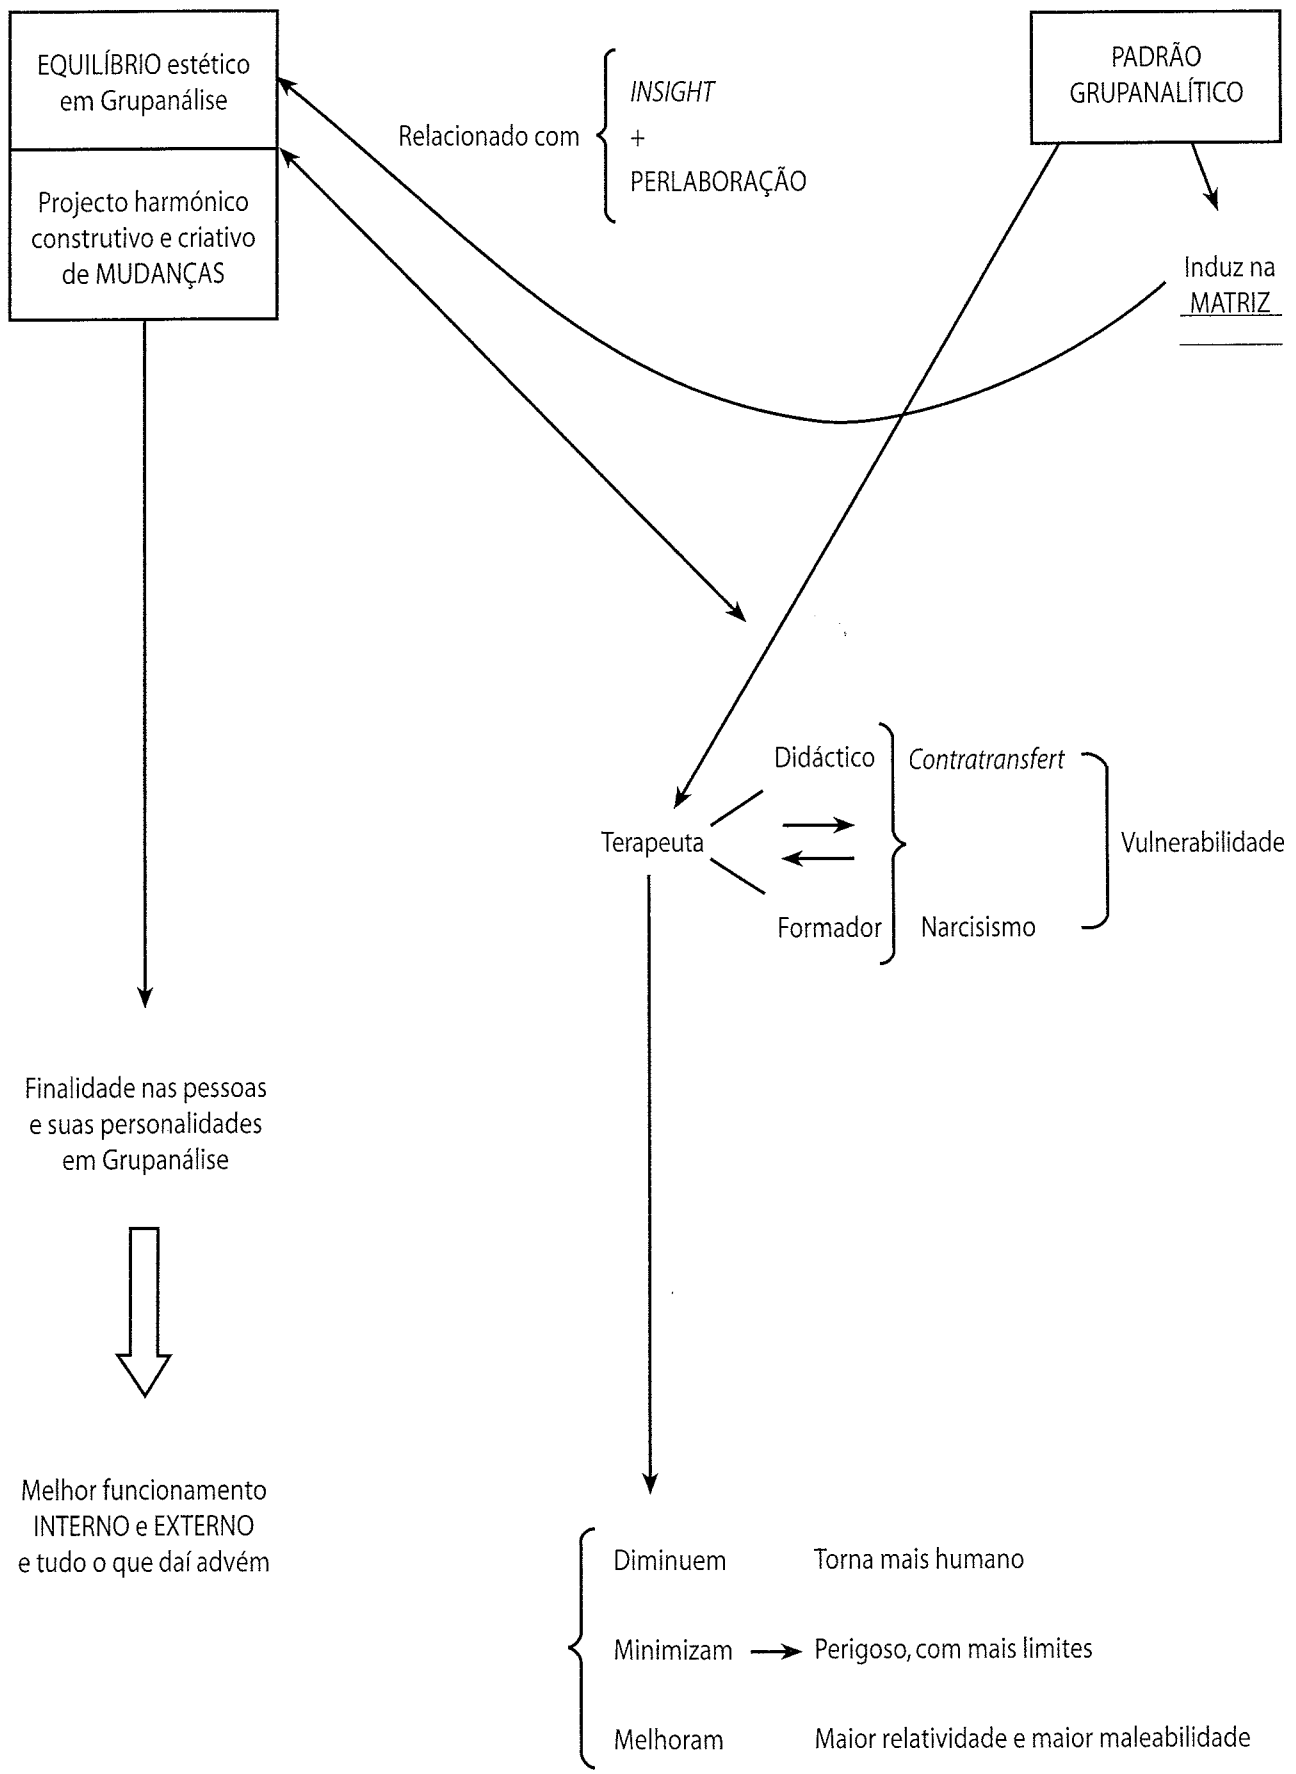 EQUILÍBRIO estético
em Grupanálise
Projecto harmónico
construtivo e criativo
de MUDANÇAS
Relacionado com
INSIGHT
+
PERLABORAÇÃO
PADRÃO
GRUPANALÍTICO
Induz na
MATRIZ
Terapeuta
Didáctico
Formador
Contratransfert
Narcisismo
Vulnerabilidade
Finalidade nas pessoas
e suas personalidades
em Grupanálise
Melhor funcionamento
INTERNO e EXTERNO
e tudo o que daí advém
Diminuem Torna mais humano
Minimizam Perigoso, com mais limites
Melhoram Maior relatividade e maior maleabilidade